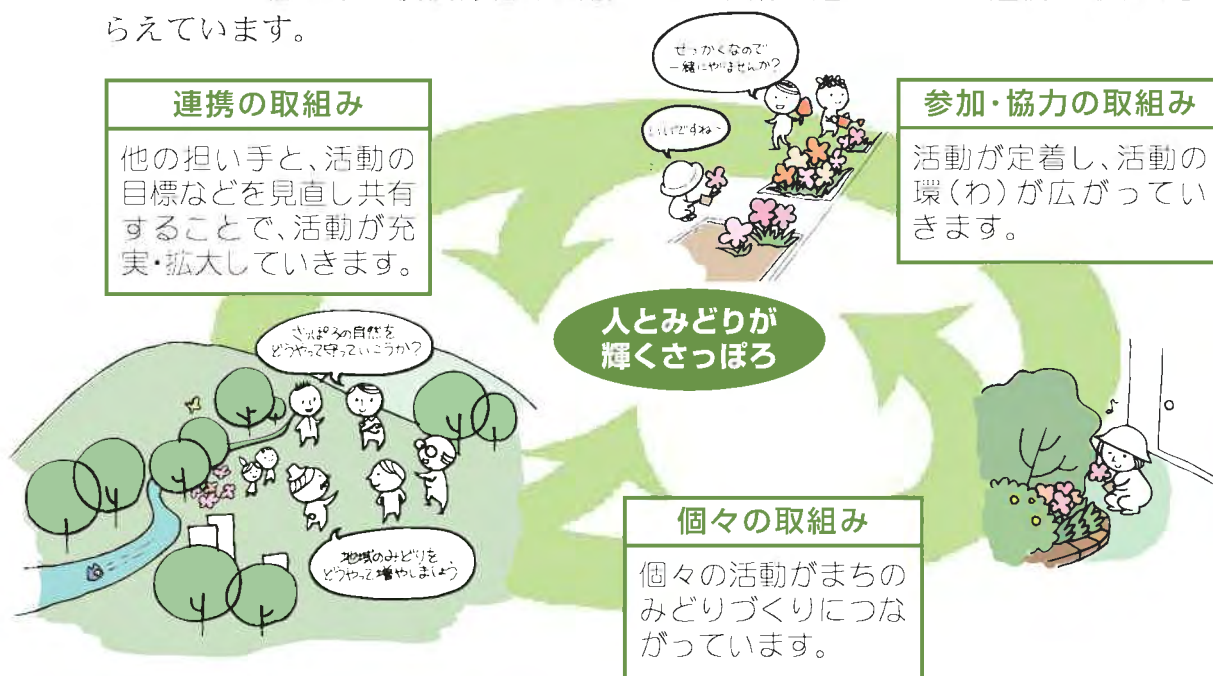 らえています。
せっかくなので
一緒にやりませんか?
いいですね〜
連携の取組み
他の担い手と、活動の
目標などを見直し共有
することで、活動が充
実・拡大していきます。
参加・協力の取組み
活動が定着し、活動の
環(わ)が広がってい
きます。
人とみどりが
輝くさっぽろ
さっぽろの自然を
どうやって守っていこうか?
地域のみどりを
どうやって増やしましょう
個々の取組み
個々の活動がまちの
みどりづくりにつな
がっています。